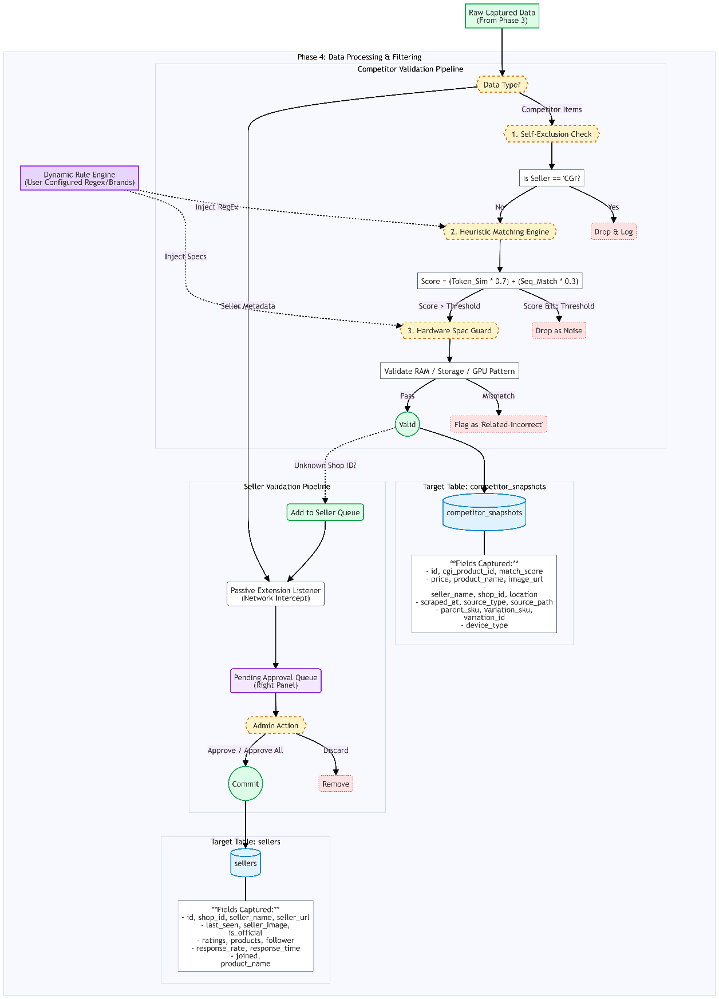 Raw Captured Data
(From Phase 3)
Phase 4: Data Processing & Filtering
Competitor Validation Pipeline
Data Type?
Competitor Items
1. Self-Exclusion Check
Dynamic Rule Engine
(User Configured Regex/Brands)
Is Seller == 'CGI'?
Inject RegEx
No
Yes
2. Heuristic Matching Engine
Drop & Log
Inject Specs
Score = (Token_Sim * 0.7) + (Seq_Match * 0.3)
Seller Metadata
Score > Threshold
Score &lt; Threshold
3. Hardware Spec Guard
Drop as Noise
Validate RAM / Storage / GPU Pattern
Pass
Mismatch
Valid
Flag as 'Related-Incorrect'
Unknown Shop ID?
Seller Validation Pipeline
Target Table: competitor_snapshots
Add to Seller Queue
competitor_snapshots
**Fields Captured:**
- id, cgi_product_id, match_score
- price, product_name, image_url
-
seller_name, shop_id, location
- scraped_at, source_type, source_path
- parent_sku, variation_sku,
variation_id
- device_type
Passive Extension Listener
(Network Intercept)
Pending Approval Queue
(Right Panel)
Admin Action
Approve / Approve All
Discard
Commit
Remove
Target Table: sellers
sellers
**Fields Captured:**
- id, shop_id, seller_name, seller_url
- last_seen, seller_image,
is_official
- ratings, products, follower
- response_rate, response_time
- joined,
product_name